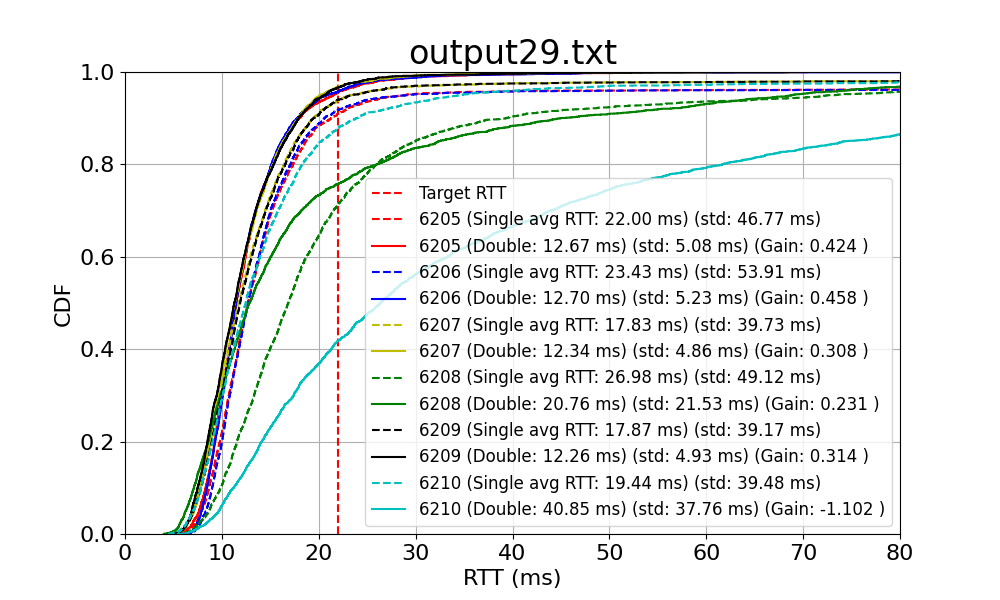 output29.txt
1.0
0.8
0.6
0.4
0.2
0.0
CDF
Target RTT
6205 (Single avg RTT: 22.00 ms) (std: 46.77 ms)
6205 (Double: 12.67 ms) (std: 5.08 ms) (Gain: 0.424 )
6206 (Single avg RTT: 23.43 ms) (std: 53.91 ms)
6206 (Double: 12.70 ms) (std: 5.23 ms) (Gain: 0.458 )
6207 (Single avg RTT: 17.83 ms) (std: 39.73 ms)
6207 (Double: 12.34 ms) (std: 4.86 ms) (Gain: 0.308 )
6208 (Single avg RTT: 26.98 ms) (std: 49.12 ms)
6208 (Double: 20.76 ms) (std: 21.53 ms) (Gain: 0.231 )
6209 (Single avg RTT: 17.87 ms) (std: 39.17 ms)
6209 (Double: 12.26 ms) (std: 4.93 ms) (Gain: 0.314 )
6210 (Single avg RTT: 19.44 ms) (std: 39.48 ms)
6210 (Double: 40.85 ms) (std: 37.76 ms) (Gain: -1.102 )
0 10 20 30 40 50 60 70 80
RTT (ms)